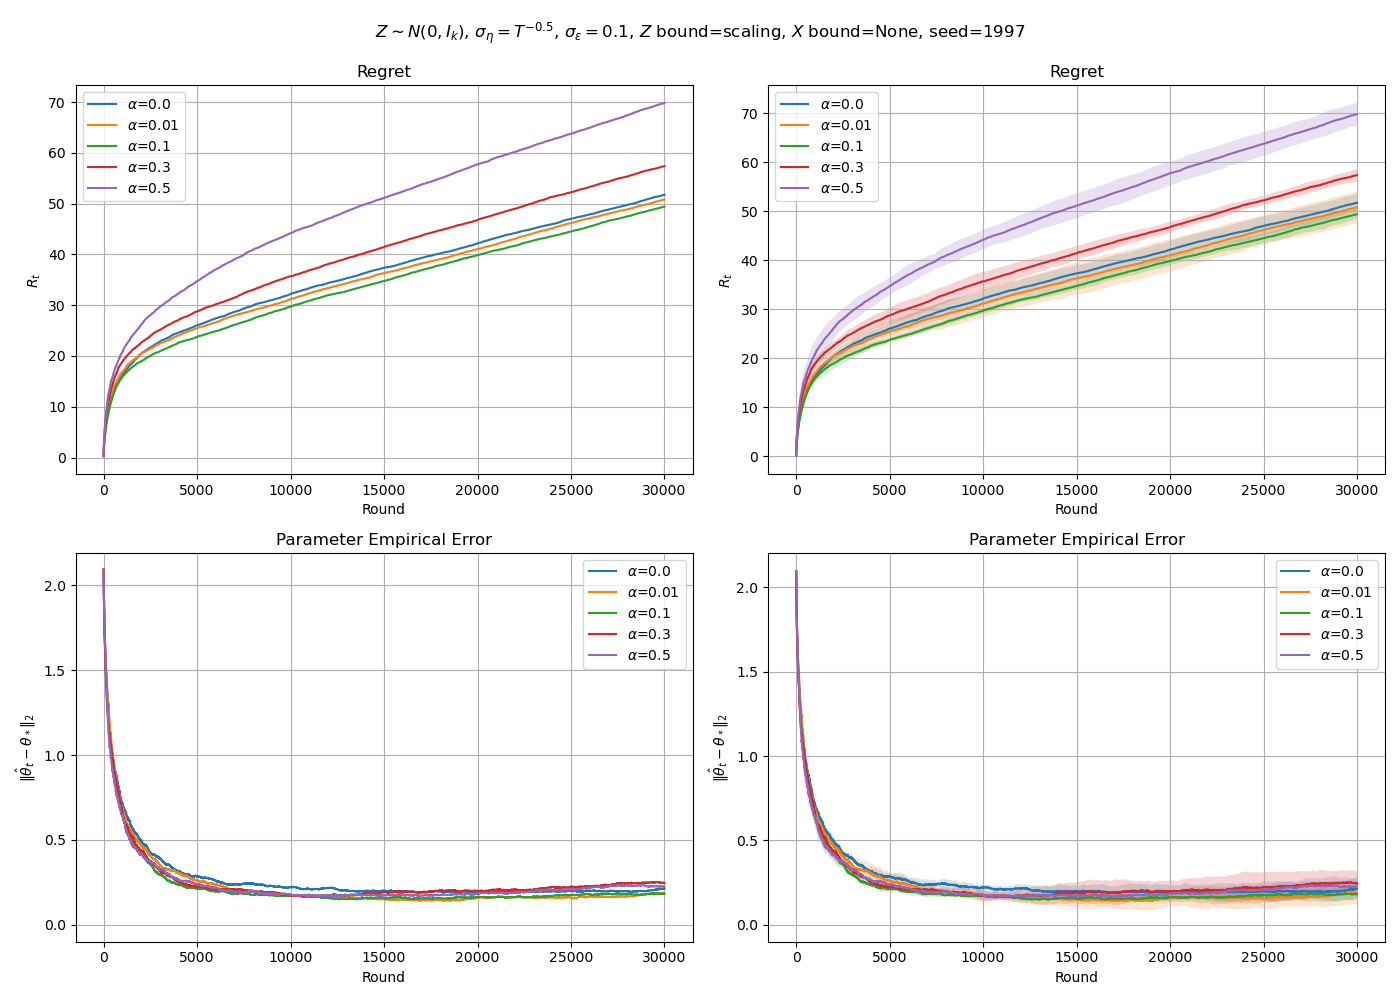 Z ∼ N(0, I_k), σ_η = T^{−0.5}, σ_ε = 0.1, Z bound=scaling, X bound=None, seed=1997
Regret
R_t
70
60
50
40
30
20
10
0
α=0.0
α=0.01
α=0.1
α=0.3
α=0.5
0 5000 10000 15000 20000 25000 30000
Round
Regret
R_t
70
60
50
40
30
20
10
0
α=0.0
α=0.01
α=0.1
α=0.3
α=0.5
0 5000 10000 15000 20000 25000 30000
Round
Parameter Empirical Error
‖θ̂_t − θ_*‖_2
2.0
1.5
1.0
0.5
0.0
α=0.0
α=0.01
α=0.1
α=0.3
α=0.5
0 5000 10000 15000 20000 25000 30000
Round
Parameter Empirical Error
‖θ̂_t − θ_*‖_2
2.0
1.5
1.0
0.5
0.0
α=0.0
α=0.01
α=0.1
α=0.3
α=0.5
0 5000 10000 15000 20000 25000 30000
Round